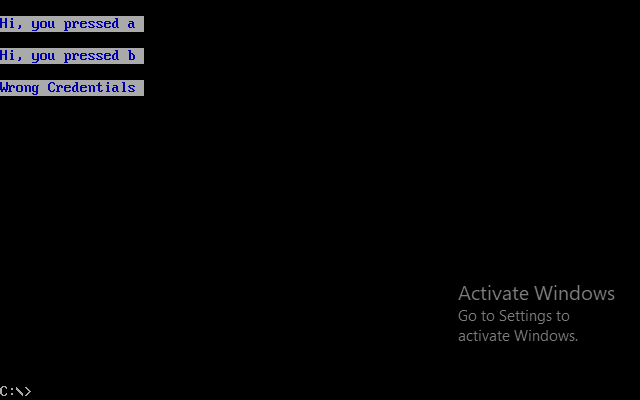 Hi, you pressed a
Hi, you pressed b
Wrong Credentials
Activate Windows
Go to Settings to
activate Windows.
C:\>